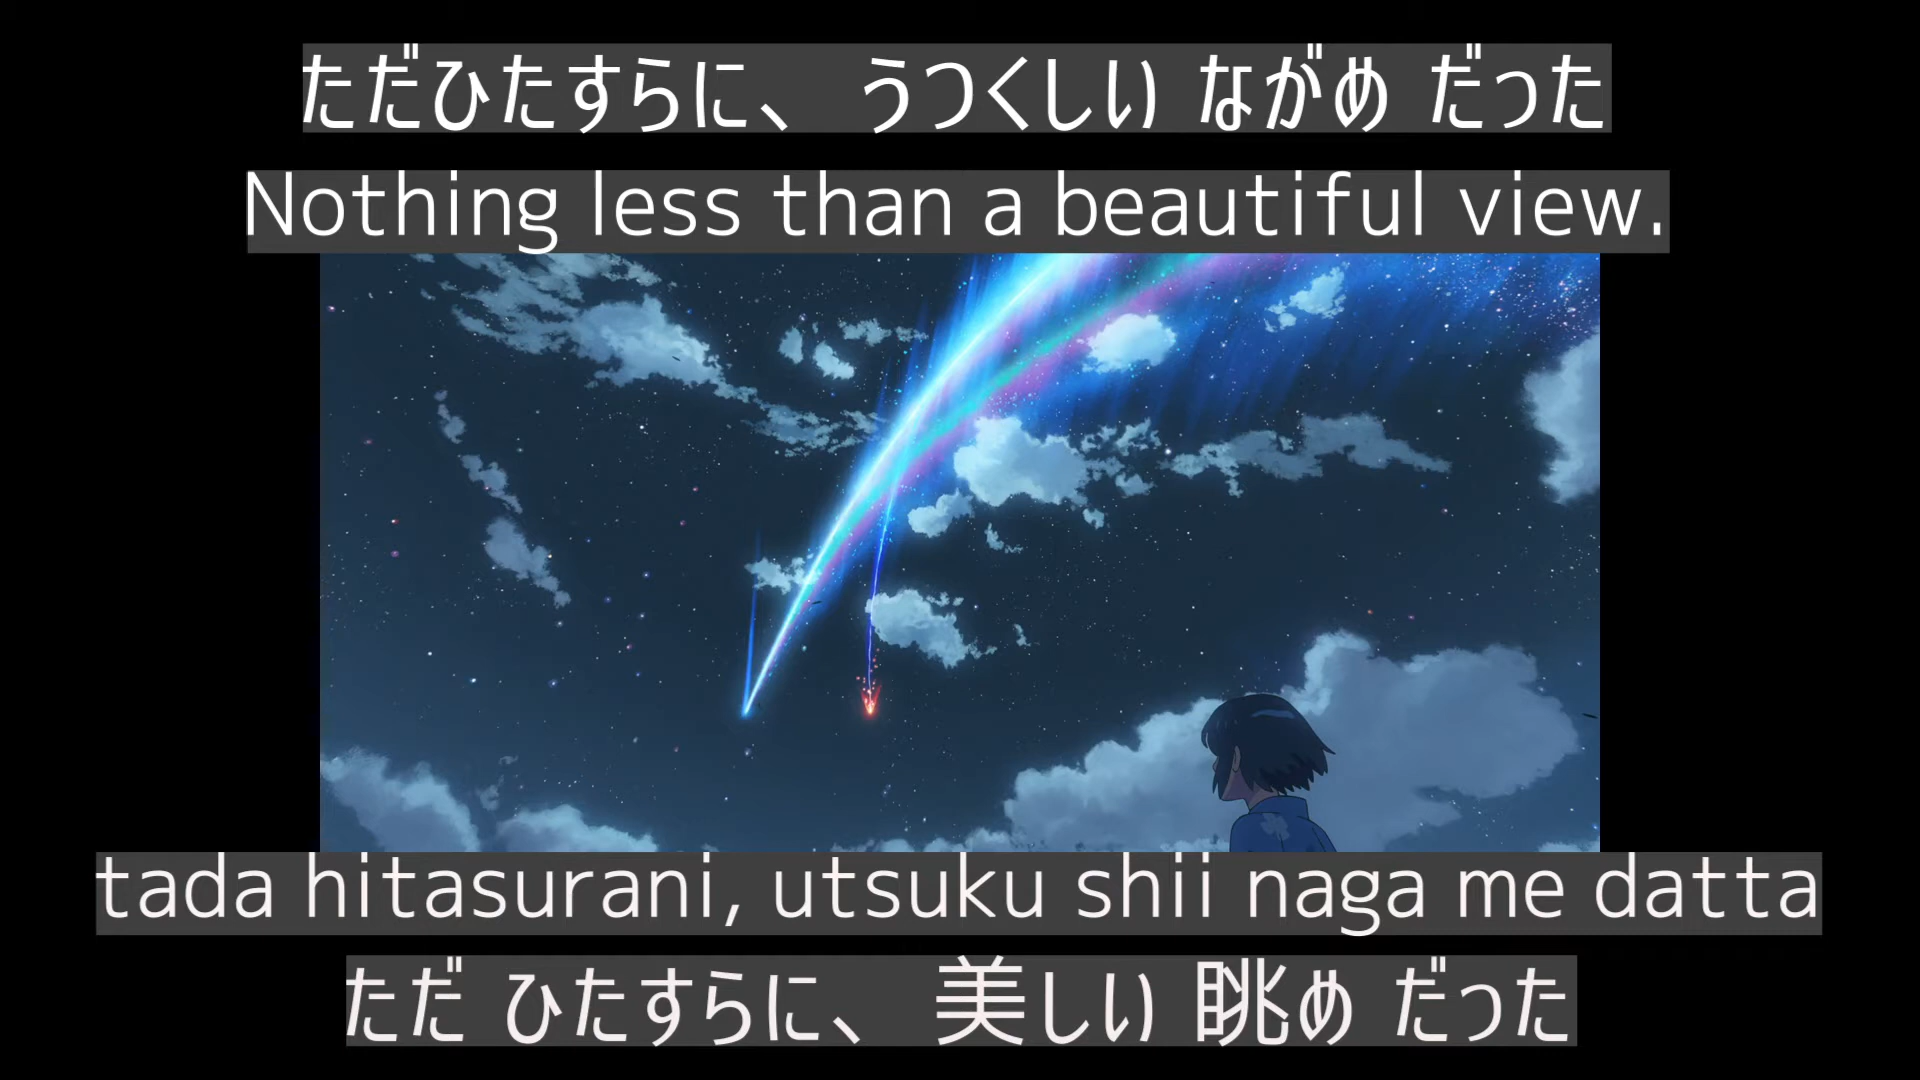 ただひたすらに、 うつくしい ながめ だった
Nothing less than a beautiful view.
tada hitasurani, utsuku shii naga me datta
ただ ひたすらに、 美しい 眺め だった